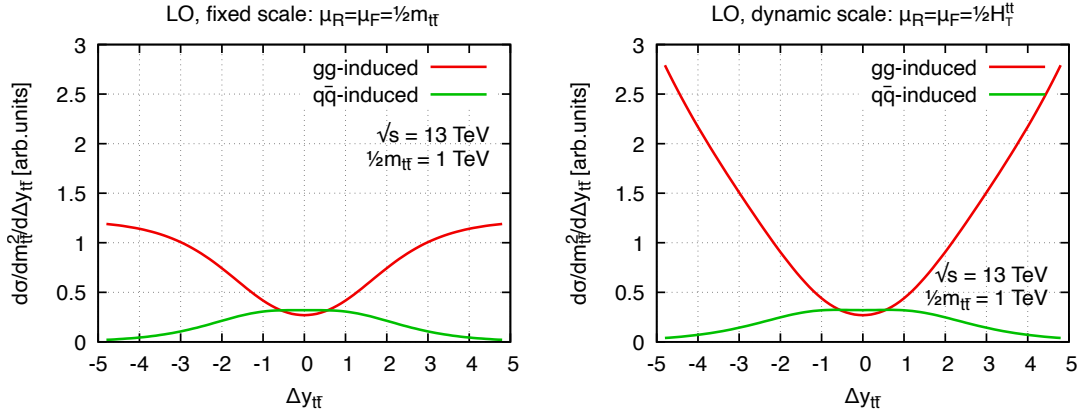 LO, fixed scale: μR=μF=½mtt̄
3
2.5
2
1.5
1
0.5
0
dσ/dm²tt̄/dΔytt̄ [arb.units]
gg-induced
qq̄-induced
√s = 13 TeV
½mtt̄ = 1 TeV
-5 -4 -3 -2 -1 0 1 2 3 4 5
Δytt̄
LO, dynamic scale: μR=μF=½HTtt̄
3
2.5
2
1.5
1
0.5
0
dσ/dm²tt̄/dΔytt̄ [arb.units]
gg-induced
qq̄-induced
√s = 13 TeV
½mtt̄ = 1 TeV
-5 -4 -3 -2 -1 0 1 2 3 4 5
Δytt̄